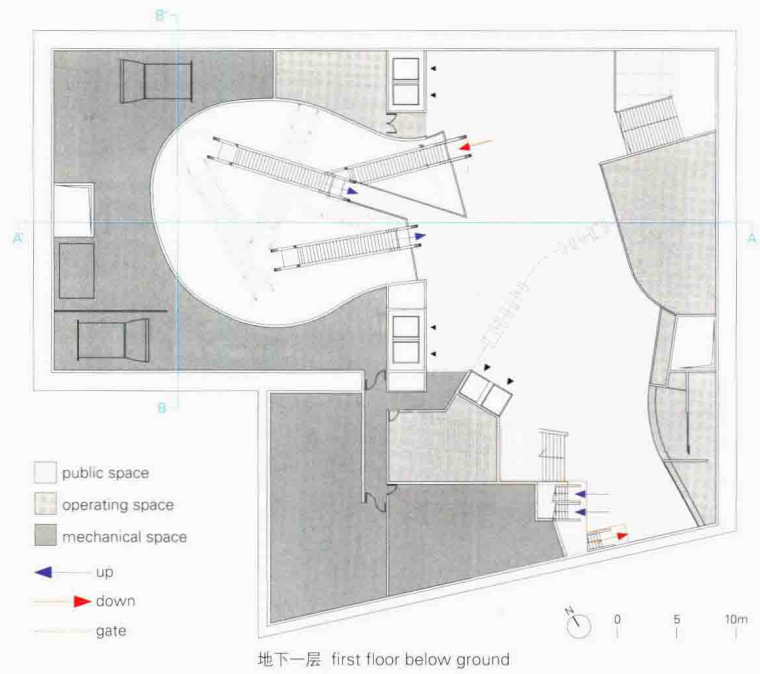 B'
A'
A
B
public space
operating space
mechanical space
up
down
gate
N
0 5 10m
地下一层 first floor below ground